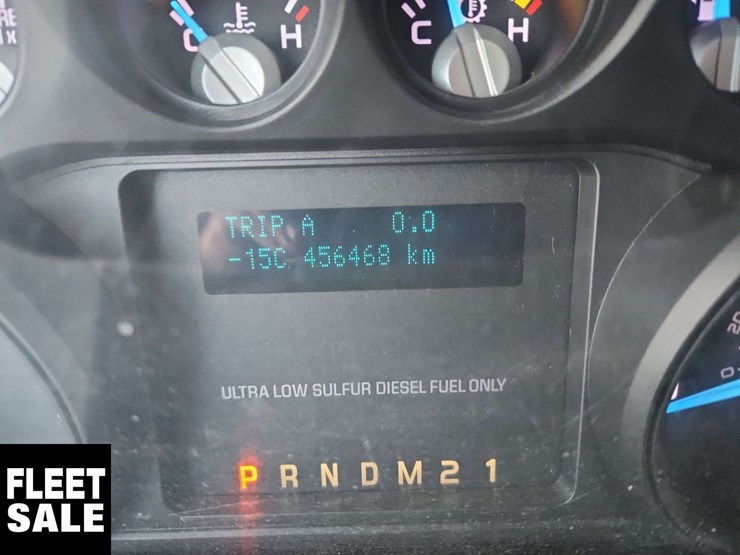 C H
C H
TRIP A 0.0
-15C 456468 km
ULTRA LOW SULFUR DIESEL FUEL ONLY
P R N D M 2 1
FLEET
SALE